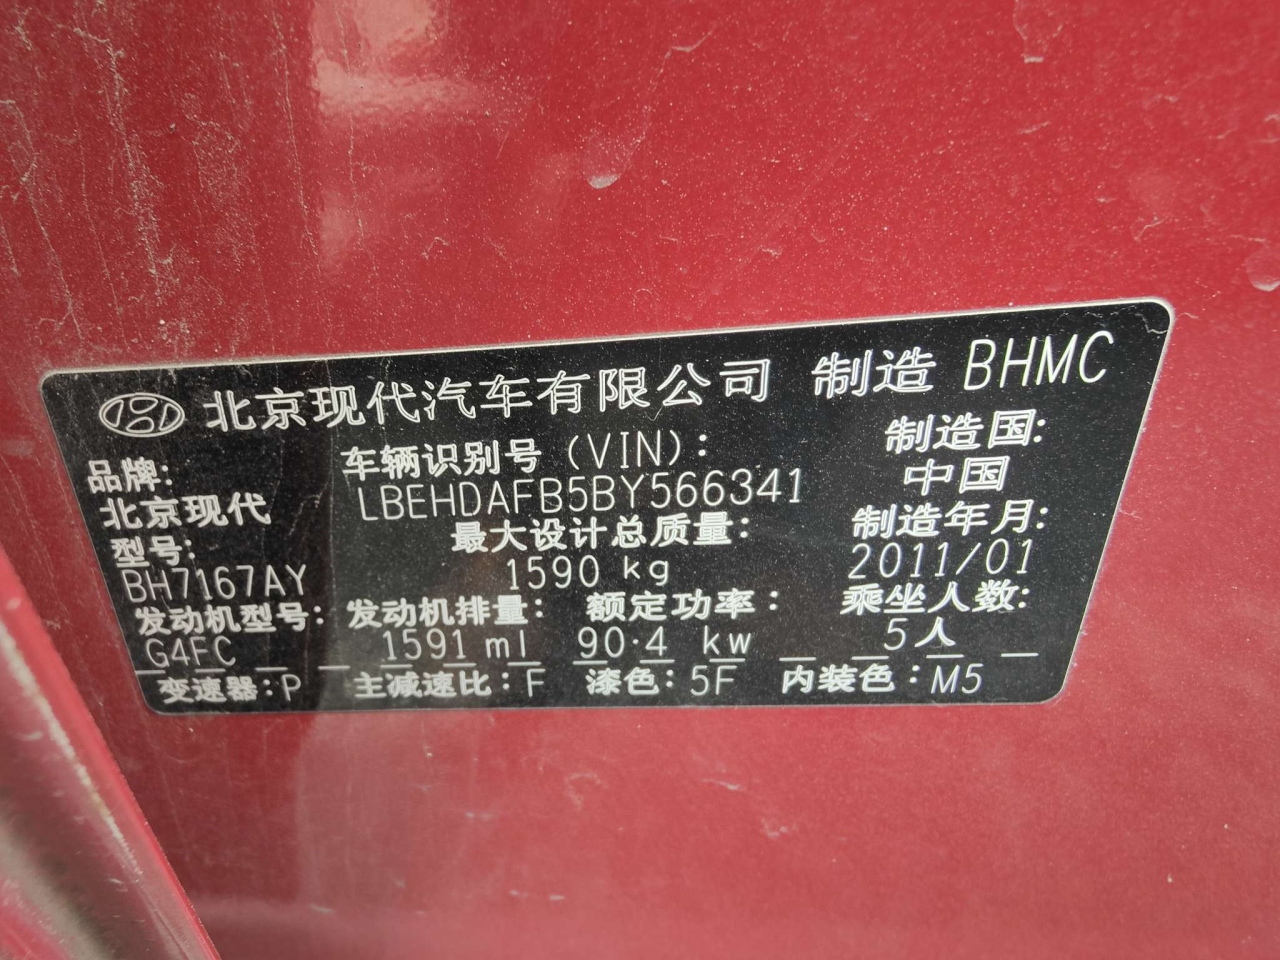 北京现代汽车有限公司 制造 BHMC
品牌:
北京现代
车辆识别号 (VIN):
LBEHDAFB5BY566341
制造国:
中国
型号:
BH7167AY
最大设计总质量:
1590 kg
制造年月:
2011/01
发动机型号:
G4FC
发动机排量:
1591 ml
额定功率:
90·4 kw
乘坐人数:
5人
变速器:P 主减速比:F 漆色:5F 内装色:M5